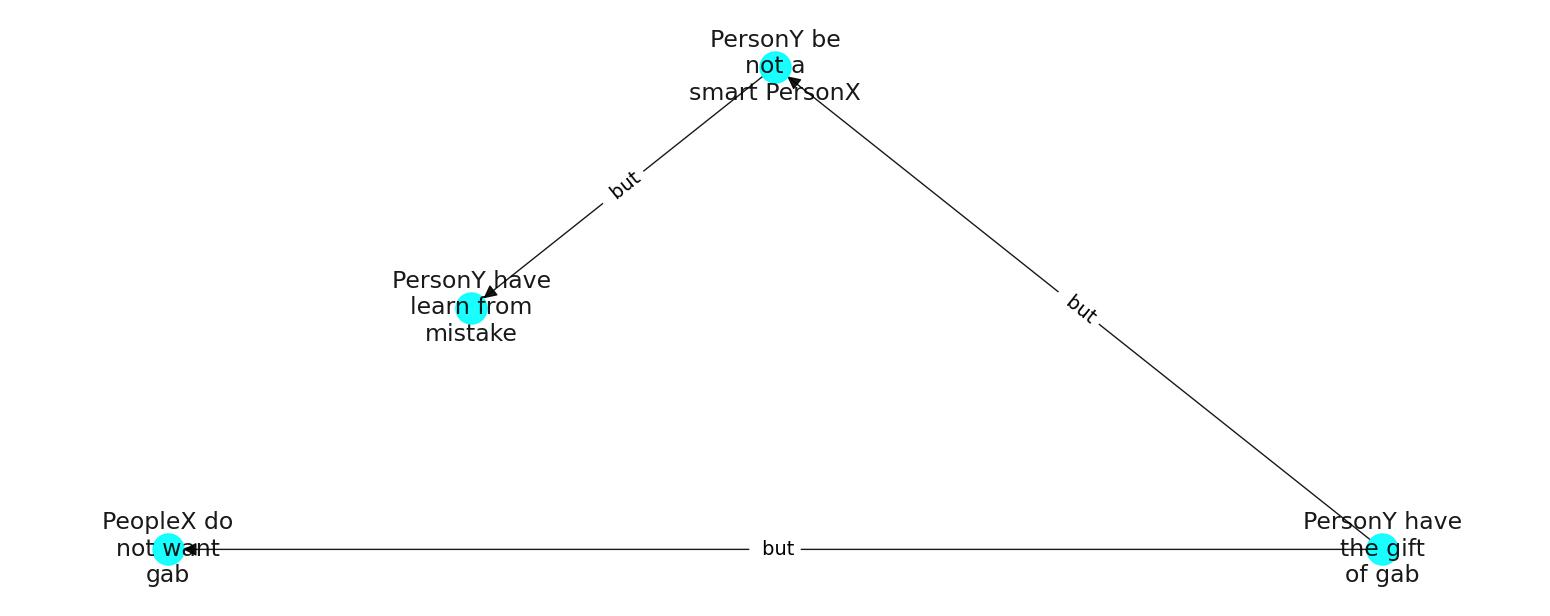 PersonY be
not a
smart PersonX
but
PersonY have
learn from
mistake
but
PeopleX do
not want
gab
but
PersonY have
the gift
of gab